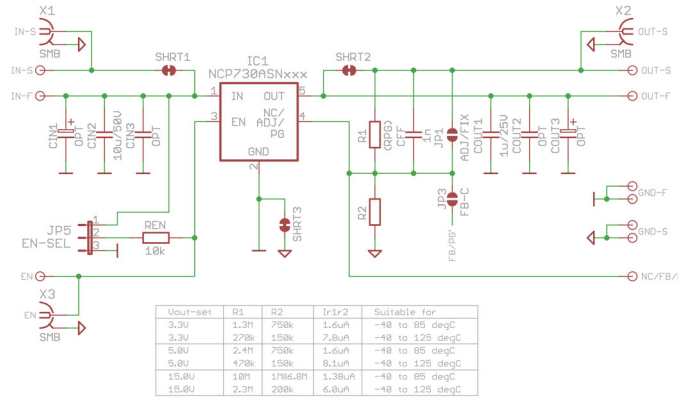 X1
IN-S
SMB
IN-S
IN-F
SHRT1
IC1
NCP730ASNxxx
1 IN OUT 5
3 EN NC/ 4
ADJ/
PG
GND
2
SHRT2
X2
OUT-S
SMB
OUT-S
OUT-F
CIN1
OPT
CIN2
10u/50V
CIN3
OPT
R1
(RPG)
CFF
1n
JP1
ADJ/FIX
COUT1
1u/25V
COUT2
OPT
COUT3
OPT
R2
JP3
FB-C
FB/PG'
SHRT3
GND-F
GND-S
JP5
EN-SEL
1
2
3
REN
10k
EN
NC/FB/
X3
EN
SMB
Vout-set R1 R2 Ir1r2 Suitable for
3.3V 1.3M 750k 1.6uA -40 to 85 degC
3.3V 270k 150k 7.8uA -40 to 125 degC
5.0V 2.4M 750k 1.6uA -40 to 85 degC
5.0V 470k 150k 8.1uA -40 to 125 degC
15.0V 10M 1M||6.8M 1.38uA -40 to 85 degC
15.0V 2.3M 200k 6.0uA -40 to 125 degC